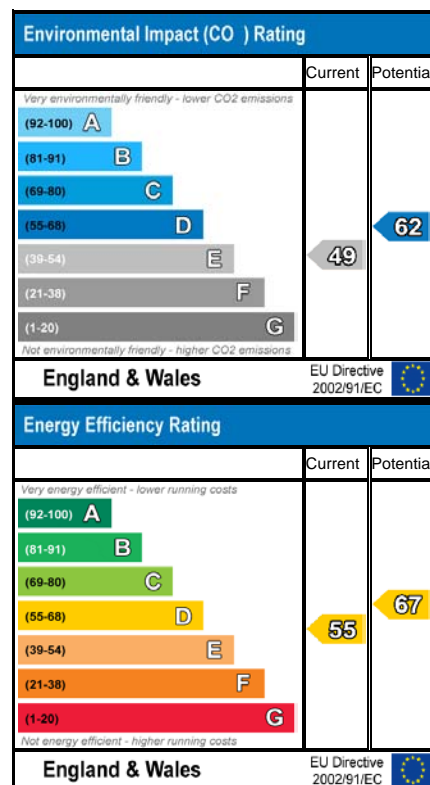 Environmental Impact (CO ) Rating
Current Potentia
Very environmentally friendly - lower CO2 emissions
(92-100) A
(81-91) B
(69-80) C
(55-68) D
62
(39-54) E
49
(21-38) F
(1-20) G
Not environmentally friendly - higher CO2 emissions
England & Wales
EU Directive
2002/91/EC
Energy Efficiency Rating
Current Potentia
Very energy efficient - lower running costs
(92-100) A
(81-91) B
(69-80) C
67
(55-68) D
55
(39-54) E
(21-38) F
(1-20) G
Not energy efficient - higher running costs
England & Wales
EU Directive
2002/91/EC